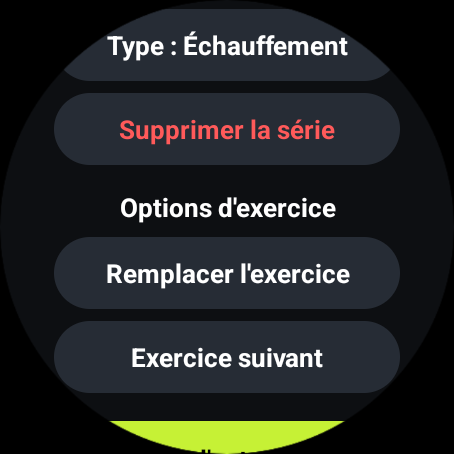 Type : Échauffement
Supprimer la série
Options d'exercice
Remplacer l'exercice
Exercice suivant